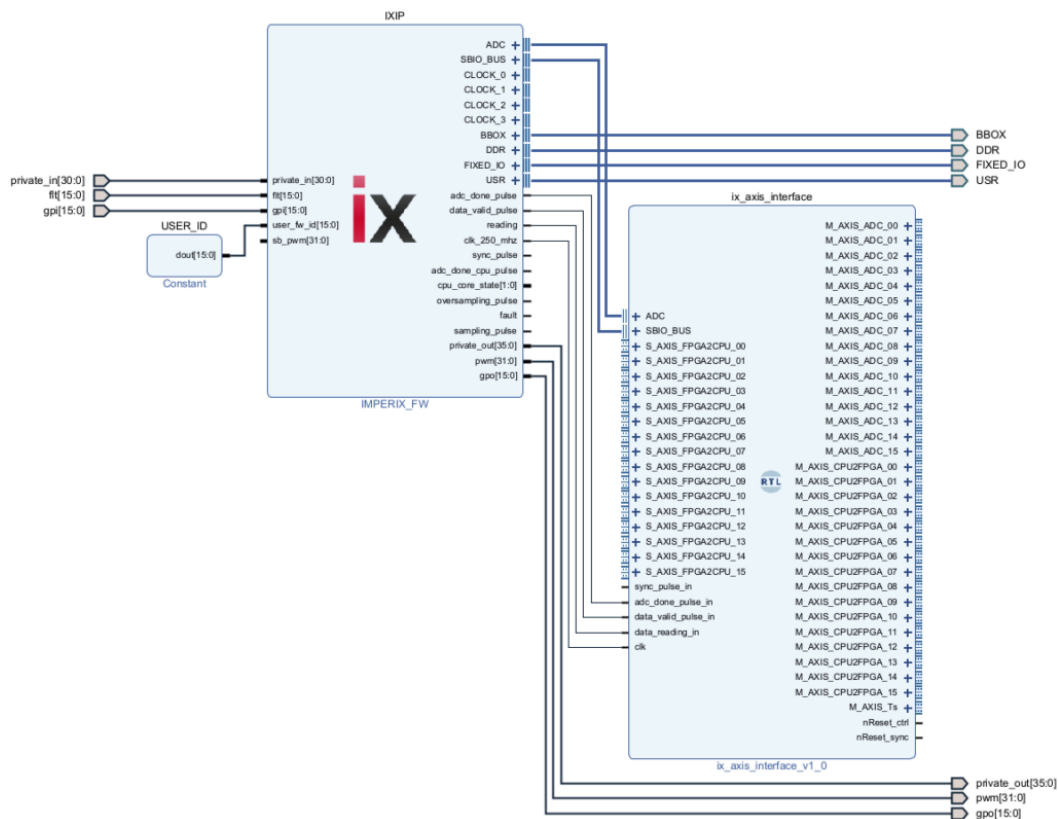 IXIP
ADC
SBIO_BUS
CLOCK_0
CLOCK_1
CLOCK_2
CLOCK_3
BBOX
DDR
FIXED_IO
USR
adc_done_pulse
data_valid_pulse
reading
clk_250_mhz
sync_pulse
adc_done_cpu_pulse
cpu_core_state[1:0]
oversampling_pulse
fault
sampling_pulse
private_out[35:0]
pwm[31:0]
gpo[15:0]
private_in[30:0]
flt[15:0]
gpi[15:0]
user_fw_id[15:0]
sb_pwm[31:0]
ix
IMPERIX_FW
private_in[30:0]
flt[15:0]
gpi[15:0]
USER_ID
dout[15:0]
Constant
BBOX
DDR
FIXED_IO
USR
ix_axis_interface
ADC
SBIO_BUS
S_AXIS_FPGA2CPU_00
S_AXIS_FPGA2CPU_01
S_AXIS_FPGA2CPU_02
S_AXIS_FPGA2CPU_03
S_AXIS_FPGA2CPU_04
S_AXIS_FPGA2CPU_05
S_AXIS_FPGA2CPU_06
S_AXIS_FPGA2CPU_07
S_AXIS_FPGA2CPU_08
S_AXIS_FPGA2CPU_09
S_AXIS_FPGA2CPU_10
S_AXIS_FPGA2CPU_11
S_AXIS_FPGA2CPU_12
S_AXIS_FPGA2CPU_13
S_AXIS_FPGA2CPU_14
S_AXIS_FPGA2CPU_15
sync_pulse_in
adc_done_pulse_in
data_valid_pulse_in
data_reading_in
clk
RTL
M_AXIS_ADC_00
M_AXIS_ADC_01
M_AXIS_ADC_02
M_AXIS_ADC_03
M_AXIS_ADC_04
M_AXIS_ADC_05
M_AXIS_ADC_06
M_AXIS_ADC_07
M_AXIS_ADC_08
M_AXIS_ADC_09
M_AXIS_ADC_10
M_AXIS_ADC_11
M_AXIS_ADC_12
M_AXIS_ADC_13
M_AXIS_ADC_14
M_AXIS_ADC_15
M_AXIS_CPU2FPGA_00
M_AXIS_CPU2FPGA_01
M_AXIS_CPU2FPGA_02
M_AXIS_CPU2FPGA_03
M_AXIS_CPU2FPGA_04
M_AXIS_CPU2FPGA_05
M_AXIS_CPU2FPGA_06
M_AXIS_CPU2FPGA_07
M_AXIS_CPU2FPGA_08
M_AXIS_CPU2FPGA_09
M_AXIS_CPU2FPGA_10
M_AXIS_CPU2FPGA_11
M_AXIS_CPU2FPGA_12
M_AXIS_CPU2FPGA_13
M_AXIS_CPU2FPGA_14
M_AXIS_CPU2FPGA_15
M_AXIS_Ts
nReset_ctrl
nReset_sync
ix_axis_interface_v1_0
private_out[35:0]
pwm[31:0]
gpo[15:0]